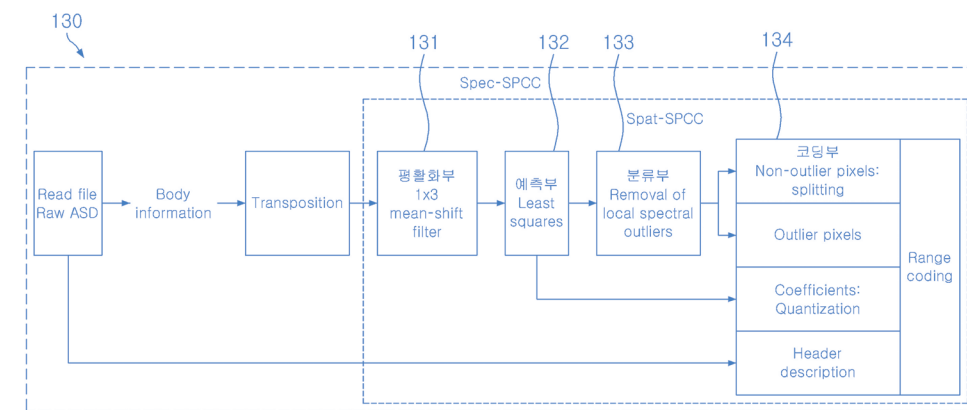 130
131
132
133
134
Spec-SPCC
Spat-SPCC
Read file
Raw ASD
Body
information
Transposition
평활화부
1x3
mean-shift
filter
예측부
Least
squares
분류부
Removal of
local spectral
outliers
코딩부
Non-outlier pixels:
splitting
Outlier pixels
Coefficients:
Quantization
Header
description
Range
coding